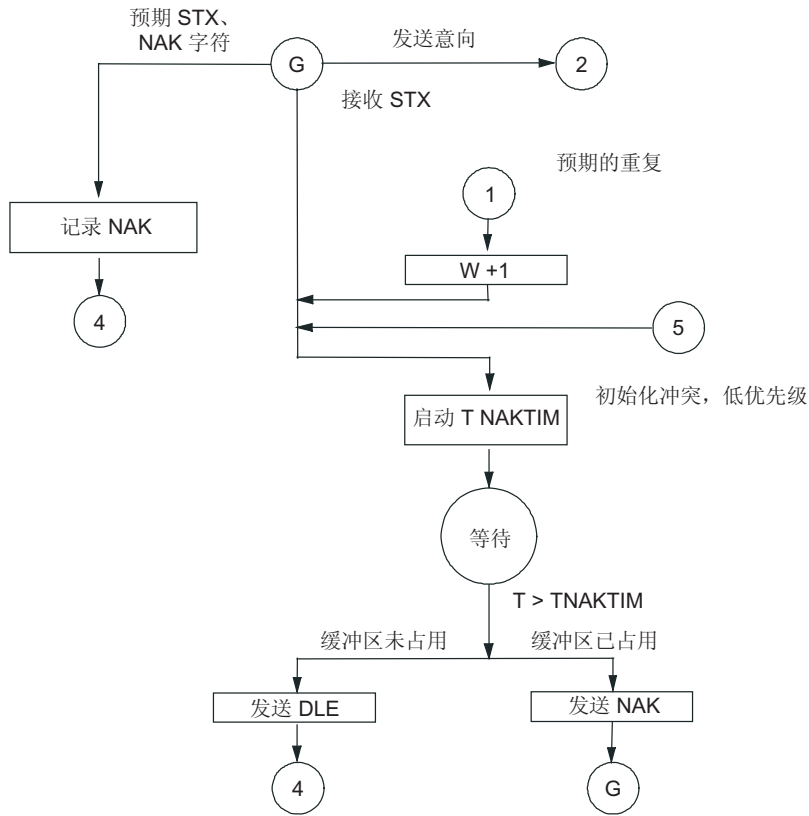 预期 STX、
NAK 字符
G
发送意向
2
接收 STX
预期的重复
1
记录 NAK
W +1
4
5
初始化冲突，低优先级
启动 T NAKTIM
等待
T > TNAKTIM
缓冲区未占用
缓冲区已占用
发送 DLE
发送 NAK
4
G